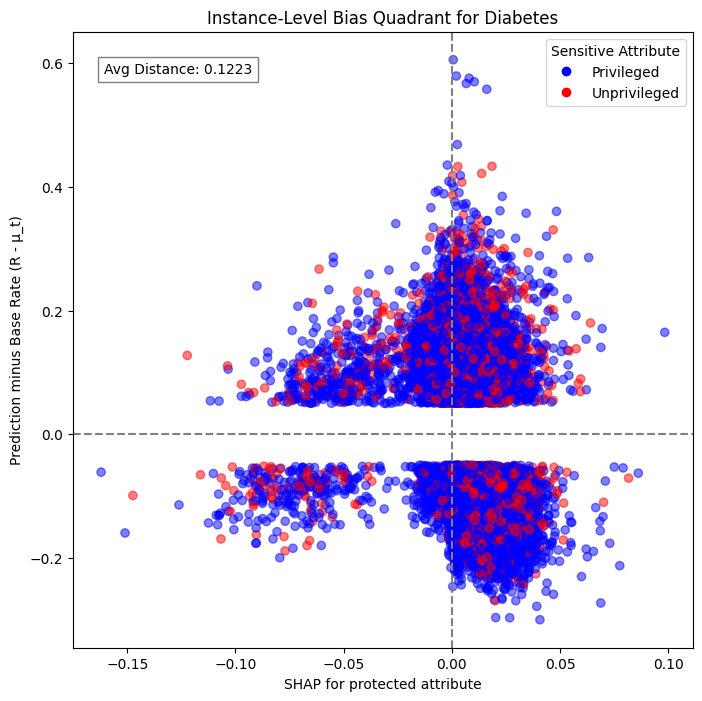 Instance-Level Bias Quadrant for Diabetes
Avg Distance: 0.1223
Sensitive Attribute
Privileged
Unprivileged
Prediction minus Base Rate (R - μ_t)
0.6
0.4
0.2
0.0
−0.2
−0.15
−0.10
−0.05
0.00
0.05
0.10
SHAP for protected attribute